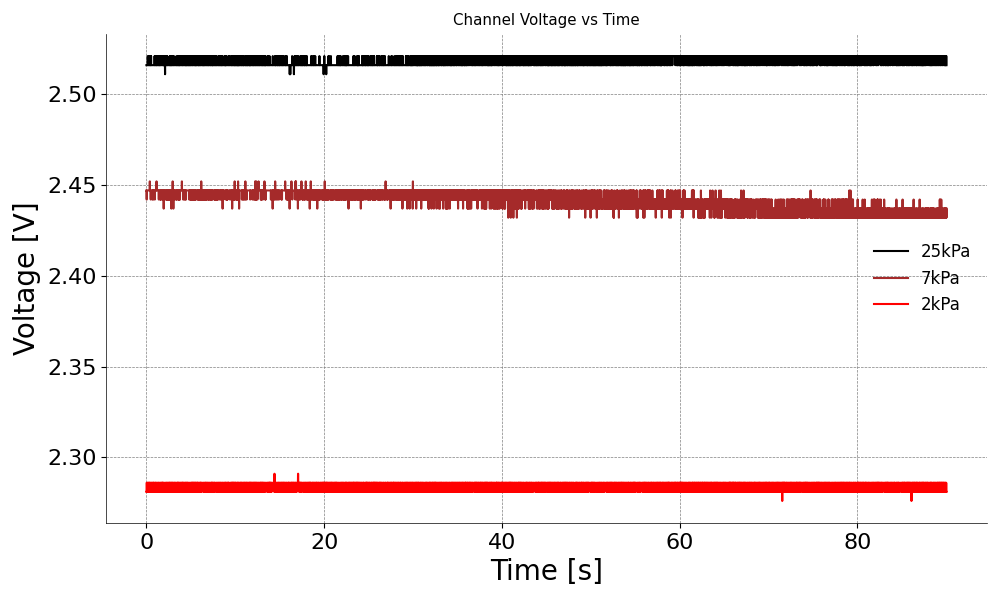 Channel Voltage vs Time
Voltage [V]
2.50
2.45
2.40
2.35
2.30
25kPa
7kPa
2kPa
0 20 40 60 80
Time [s]